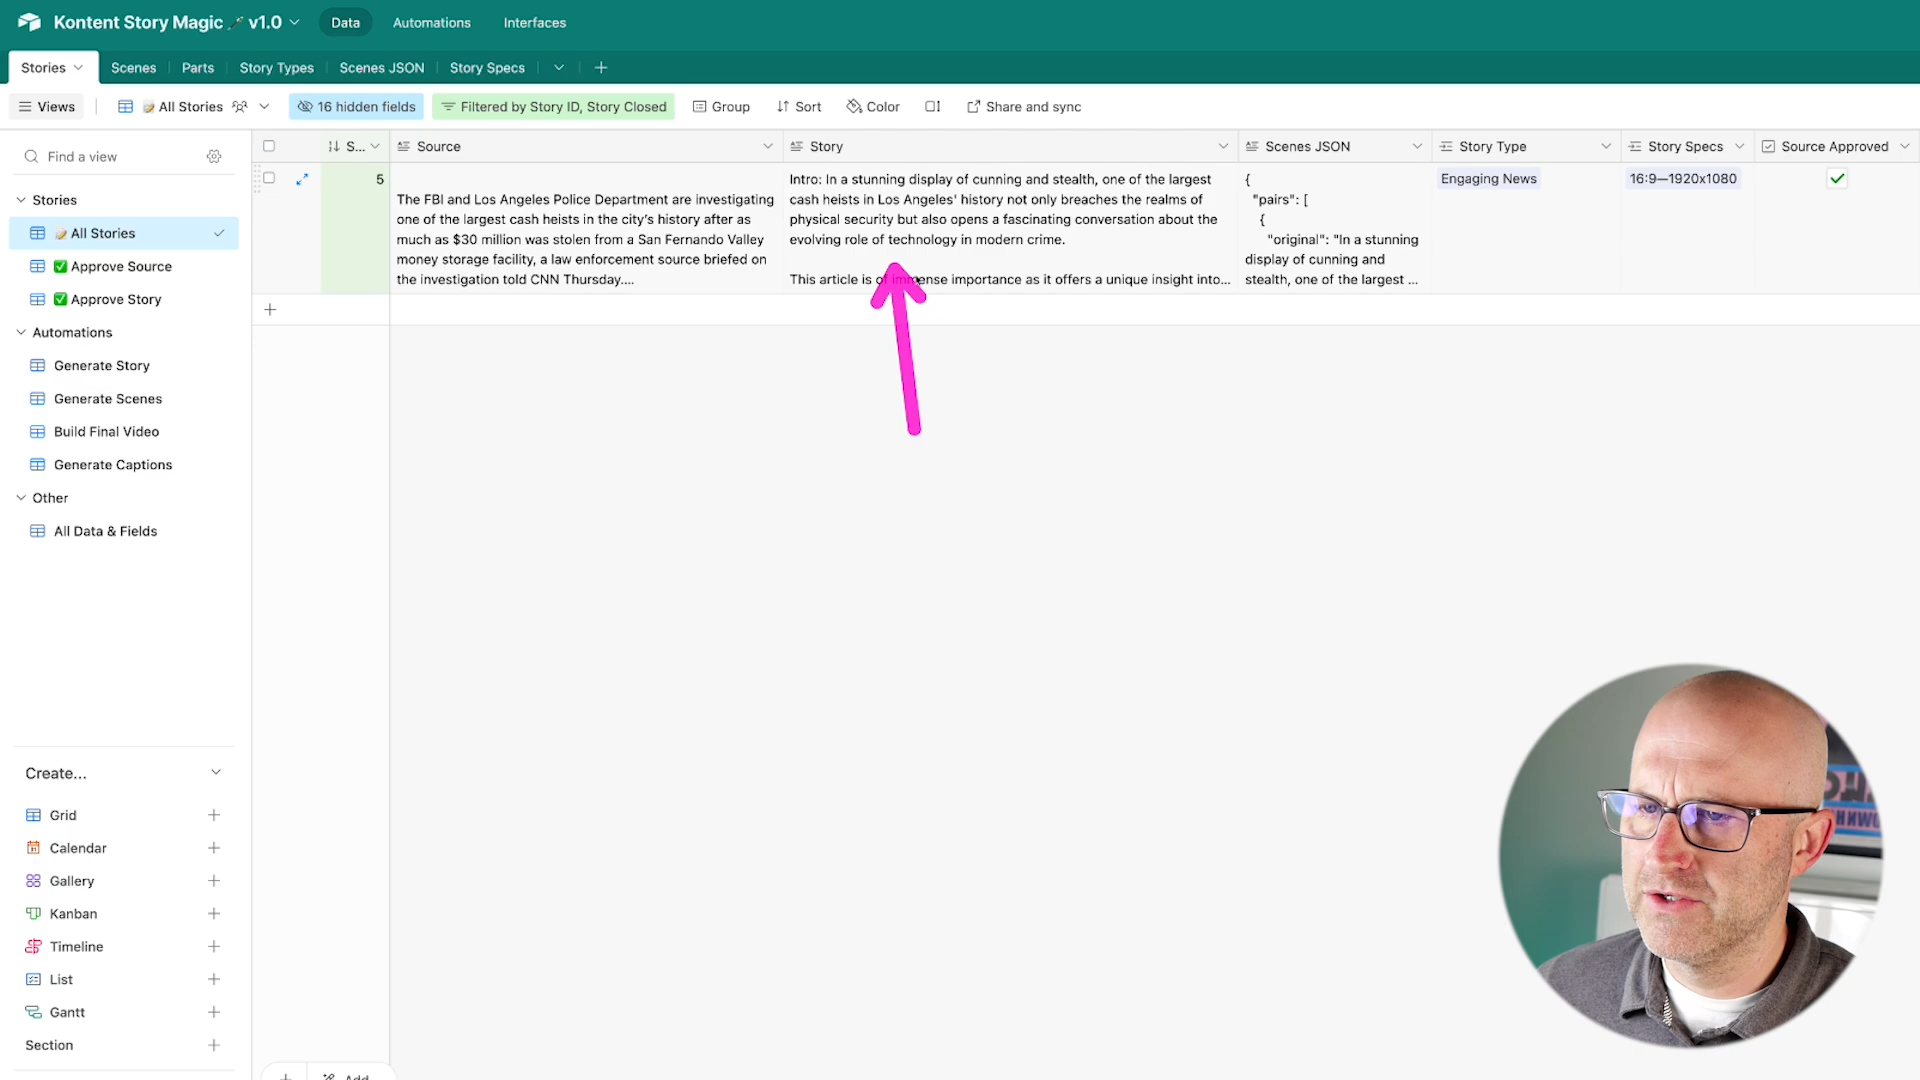 Kontent Story Magic 🪄 v1.0
Data
Automations
Interfaces
Stories
Scenes
Parts
Story Types
Scenes JSON
Story Specs
Views
📝 All Stories
16 hidden fields
Filtered by Story ID, Story Closed
Group
Sort
Color
Share and sync
Find a view
Stories
📝 All Stories
✅ Approve Source
✅ Approve Story
Automations
Generate Story
Generate Scenes
Build Final Video
Generate Captions
Other
All Data & Fields
Create...
Grid
Calendar
Gallery
Kanban
Timeline
List
Gantt
Section
S...
Source
Story
Scenes JSON
Story Type
Story Specs
Source Approved
5
The FBI and Los Angeles Police Department are investigating
one of the largest cash heists in the city's history after as
much as $30 million was stolen from a San Fernando Valley
money storage facility, a law enforcement source briefed on
the investigation told CNN Thursday....
Intro: In a stunning display of cunning and stealth, one of the largest
cash heists in Los Angeles' history not only breaches the realms of
physical security but also opens a fascinating conversation about the
evolving role of technology in modern crime.
This article is of immense importance as it offers a unique insight into...
{
"pairs": [
{
"original": "In a stunning
display of cunning and
stealth, one of the largest ...
Engaging News
16:9—1920x1080
Add